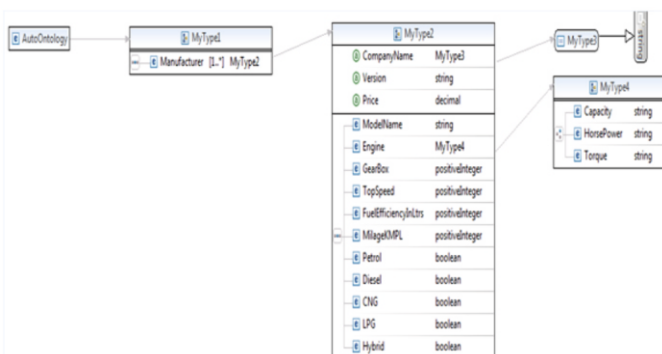 AutoOntology
MyType1
Manufacturer [1..*] MyType2
MyType2
CompanyName MyType3
Version string
Price decimal
ModelName string
Engine MyType4
GearBox positiveInteger
TopSpeed positiveInteger
FuelEfficiencyInLtrs positiveInteger
MilageKMPL positiveInteger
Petrol boolean
Diesel boolean
CNG boolean
LPG boolean
Hybrid boolean
MyType3
string
MyType4
Capacity string
HorsePower string
Torque string